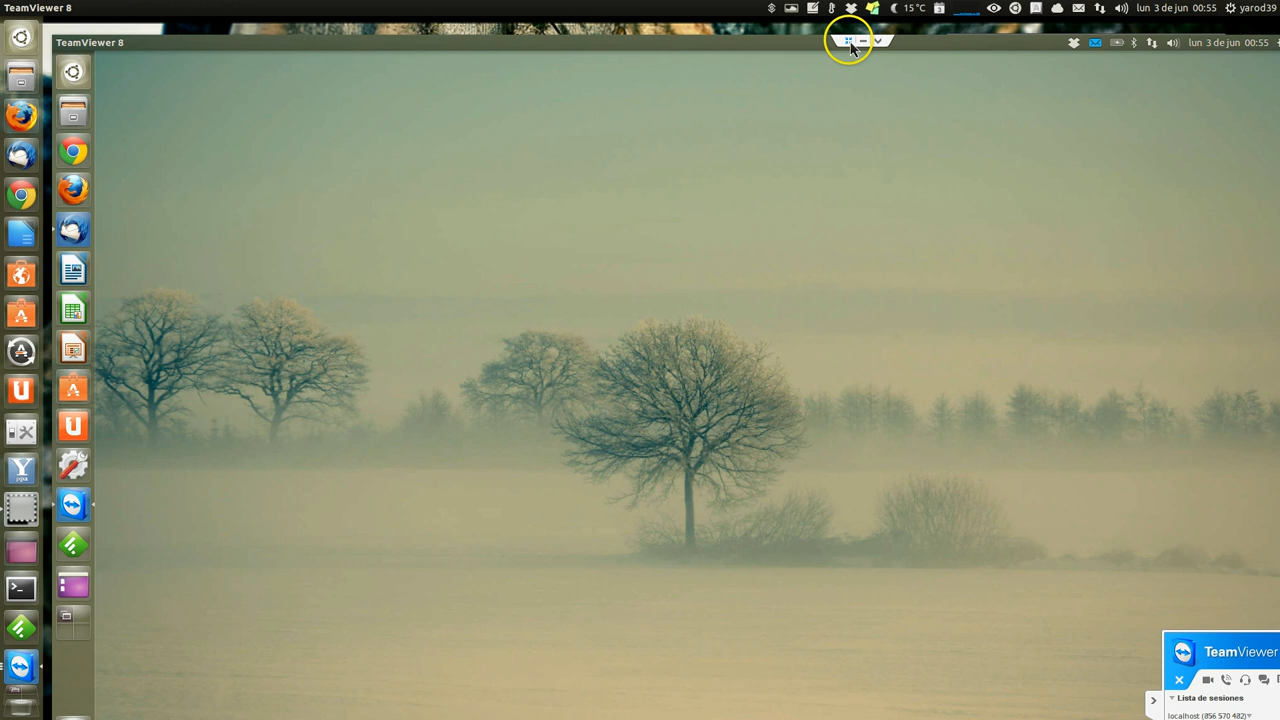 TeamViewer 8
15°C
lun 3 de jun 00:55
yarod39
TeamViewer 8
lun 3 de jun 00:55
TeamViewer
Lista de sesiones
localhost (856 570 482)